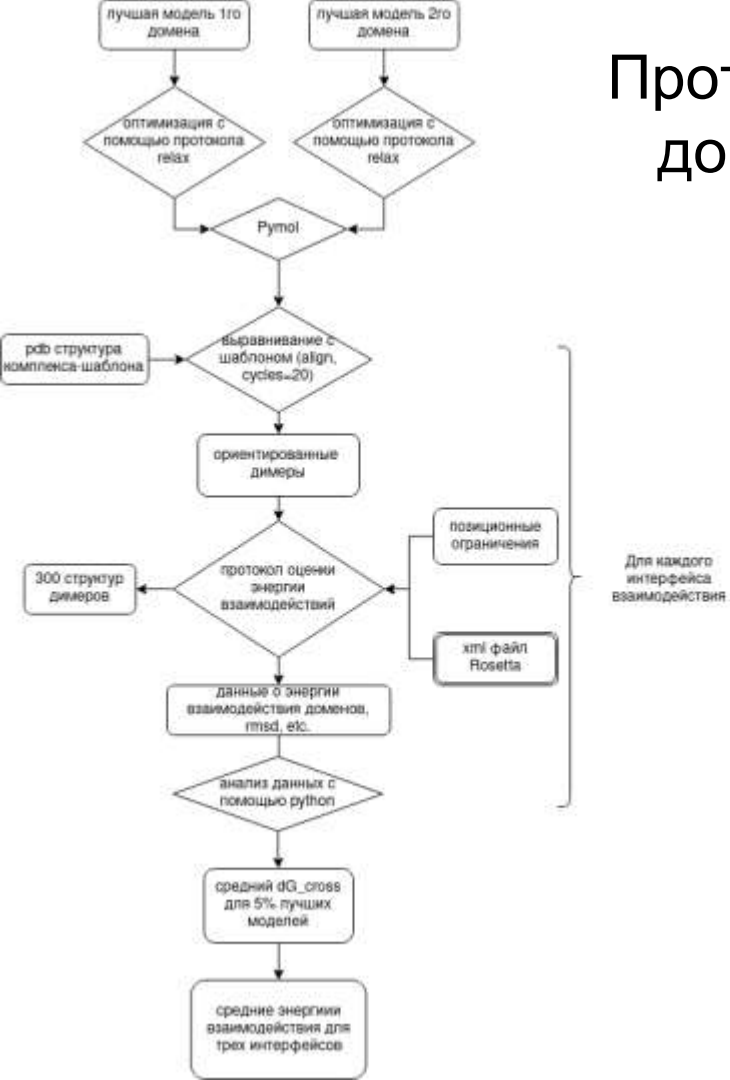 лучшая модель 1го
домена
лучшая модель 2го
домена
Прот
до
оптимизация с
помощью протокола
relax
оптимизация с
помощью протокола
relax
Pymol
выравнивание с
шаблоном (align,
cycles=20)
pdb структура
комплекса-шаблона
ориентированные
димеры
позиционные
ограничения
протокол оценки
энергии
взаимодействий
300 структур
димеров
Для каждого
интерфейса
взаимодействия
xml файл
Rosetta
данные о энергии
взаимодействия доменов,
rmsd, etc.
анализ данных с
помощью python
средний dG_cross
для 5% лучших
моделей
средние энергиии
взаимодействия для
трех интерфейсов